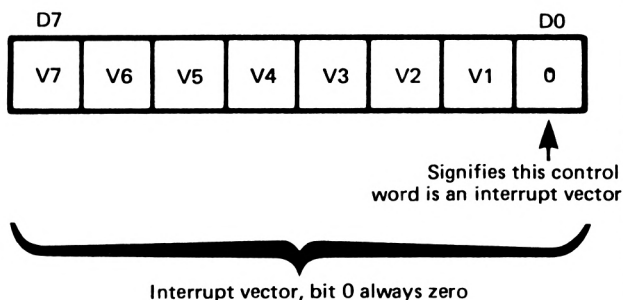 D7 D0
V7 V6 V5 V4 V3 V2 V1 0
Signifies this control
word is an interrupt vector
Interrupt vector, bit 0 always zero